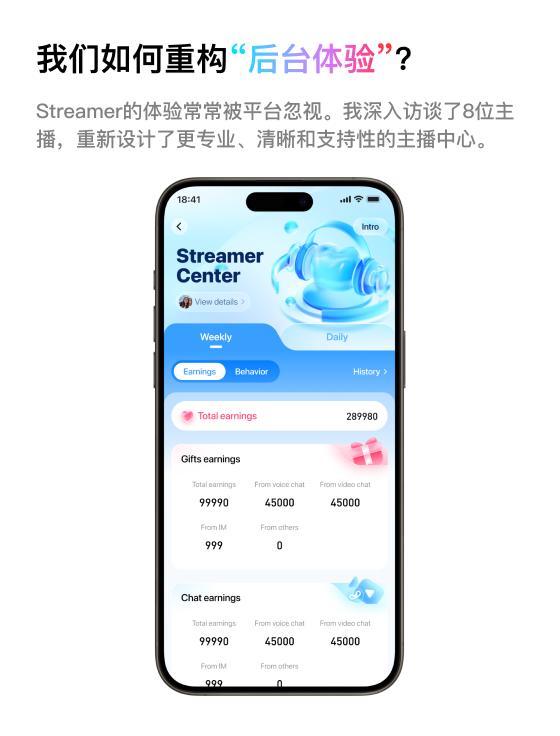 我们如何重构“后台体验”?
Streamer的体验常常被平台忽视。我深入访谈了8位主
播，重新设计了更专业、清晰和支持性的主播中心。
18:41
Intro
Streamer
Center
View details
Weekly
Daily
Earnings
Behavior
History
Total earnings
289980
Gifts earnings
Total earnings
From voice chat
From video chat
99990
45000
45000
From IM
From others
999
0
Chat earnings
Total earnings
From voice chat
From video chat
99990
45000
45000
From IM
From others
999
0